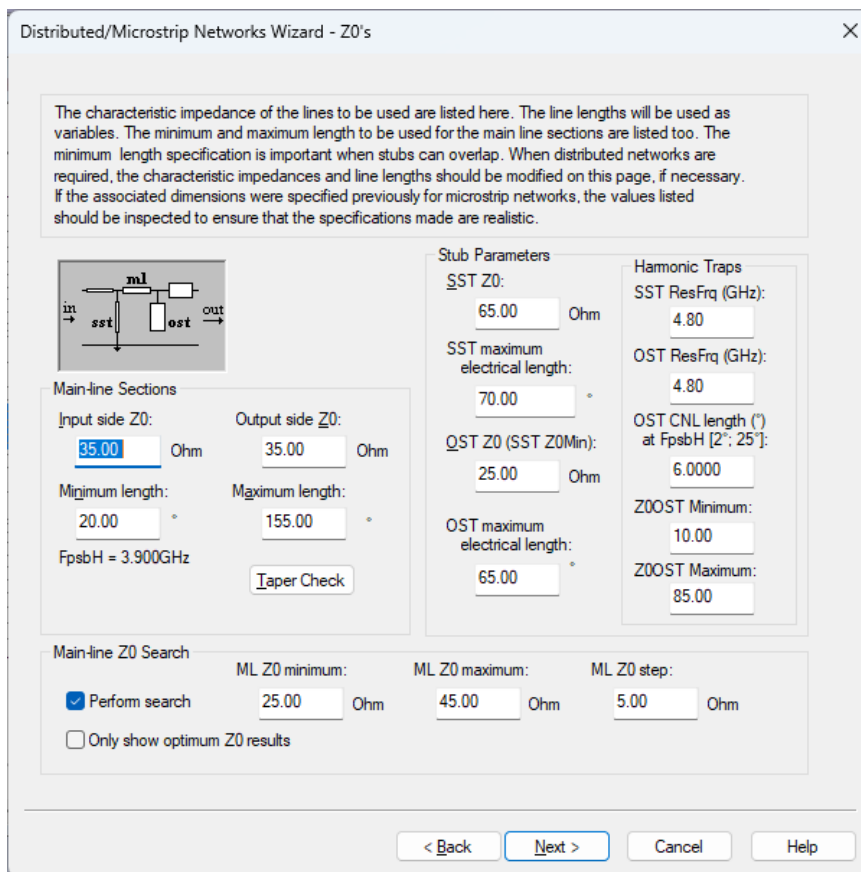 Distributed/Microstrip Networks Wizard - Z0's
The characteristic impedance of the lines to be used are listed here. The line lengths will be used as
variables. The minimum and maximum length to be used for the main line sections are listed too. The
minimum length specification is important when stubs can overlap. When distributed networks are
required, the characteristic impedances and line lengths should be modified on this page, if necessary.
If the associated dimensions were specified previously for microstrip networks, the values listed
should be inspected to ensure that the specifications made are realistic.
ml
in
sst
ost
out
Main-line Sections
Input side Z0:
35.00 Ohm
Output side Z0:
35.00 Ohm
Minimum length:
20.00 °
Maximum length:
155.00 °
FpsbH = 3.900GHz
Taper Check
Stub Parameters
SST Z0:
65.00 Ohm
SST maximum
electrical length:
70.00 °
OST Z0 (SST Z0Min):
25.00 Ohm
OST maximum
electrical length:
65.00 °
Harmonic Traps
SST ResFrq (GHz):
4.80
OST ResFrq (GHz):
4.80
OST CNL length (°)
at FpsbH [2°; 25°]:
6.0000
Z0OST Minimum:
10.00
Z0OST Maximum:
85.00
Main-line Z0 Search
Perform search
ML Z0 minimum:
25.00 Ohm
ML Z0 maximum:
45.00 Ohm
ML Z0 step:
5.00 Ohm
Only show optimum Z0 results
< Back
Next >
Cancel
Help